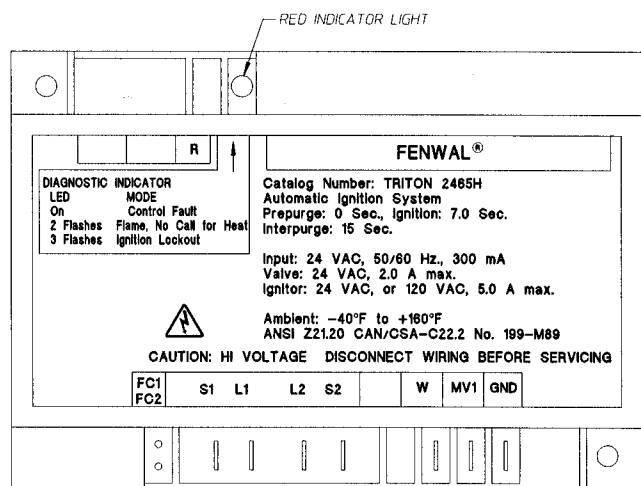 RED INDICATOR LIGHT
R
FENWAL®
DIAGNOSTIC INDICATOR
LED MODE
On Control Fault
2 Flashes Flame, No Call for Heat
3 Flashes Ignition Lockout
Catalog Number: TRITON 2465H
Automatic Ignition System
Prepurge: 0 Sec., Ignition: 7.0 Sec.
Interpurge: 15 Sec.
Input: 24 VAC, 50/60 Hz., 300 mA
Valve: 24 VAC, 2.0 A max.
Ignitor: 24 VAC, or 120 VAC, 5.0 A max.
Ambient: -40°F to +160°F
ANSI Z21.20 CAN/CSA-C22.2 No. 199-M89
CAUTION: HI VOLTAGE DISCONNECT WIRING BEFORE SERVICING
FC1
FC2
S1 L1 L2 S2 W MV1 GND